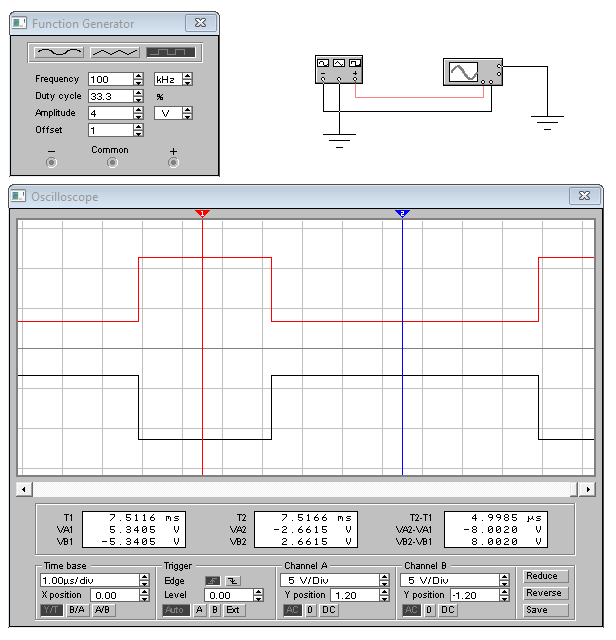 Function Generator
Frequency 100 kHz
Duty cycle 33.3 %
Amplitude 4 V
Offset 1
− Common +
− +
Oscilloscope
1 2
T1 7.5116 ms T2 7.5166 ms T2-T1 4.9985 µs
VA1 5.3405 V VA2 -2.6615 V VA2-VA1 -8.0020 V
VB1 -5.3405 V VB2 2.6615 V VB2-VB1 8.0020 V
Time base Trigger Channel A Channel B Reduce
1.00µs/div Edge 5 V/Div 5 V/Div Reverse
X position 0.00 Level 0.00 Y position 1.20 Y position -1.20
Y/T B/A A/B Auto A B Ext AC 0 DC AC 0 DC Save